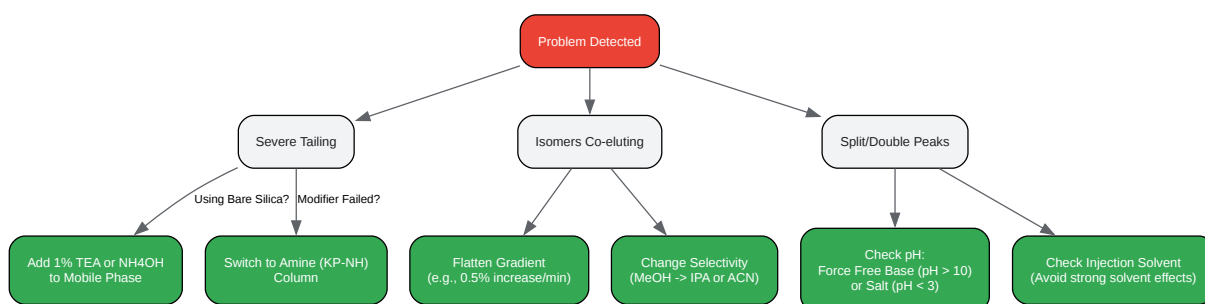 Problem Detected
Severe Tailing
Isomers Co-eluting
Split/Double Peaks
Using Bare Silica?
Modifier Failed?
Add 1% TEA or NH4OH
to Mobile Phase
Switch to Amine (KP-NH)
Column
Flatten Gradient
(e.g., 0.5% increase/min)
Change Selectivity
(MeOH -> IPA or ACN)
Check pH:
Force Free Base (pH > 10)
or Salt (pH < 3)
Check Injection Solvent
(Avoid strong solvent effects)